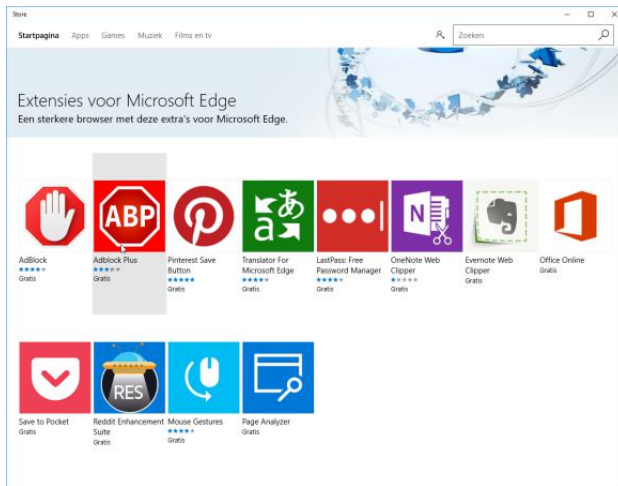 Store
Startpagina Apps Games Muziek Films en tv Zoeken
Extensies voor Microsoft Edge
Een sterkere browser met deze extra's voor Microsoft Edge.
ABP
あ
a
N
AdBlock
Gratis
Adblock Plus
Gratis
Pinterest Save
Button
Gratis
Translator For
Microsoft Edge
Gratis
LastPass: Free
Password Manager
Gratis
OneNote Web
Clipper
Gratis
Evernote Web
Clipper
Gratis
Office Online
Gratis
RES
Save to Pocket
Gratis
Reddit Enhancement
Suite
Gratis
Mouse Gestures
Gratis
Page Analyzer
Gratis